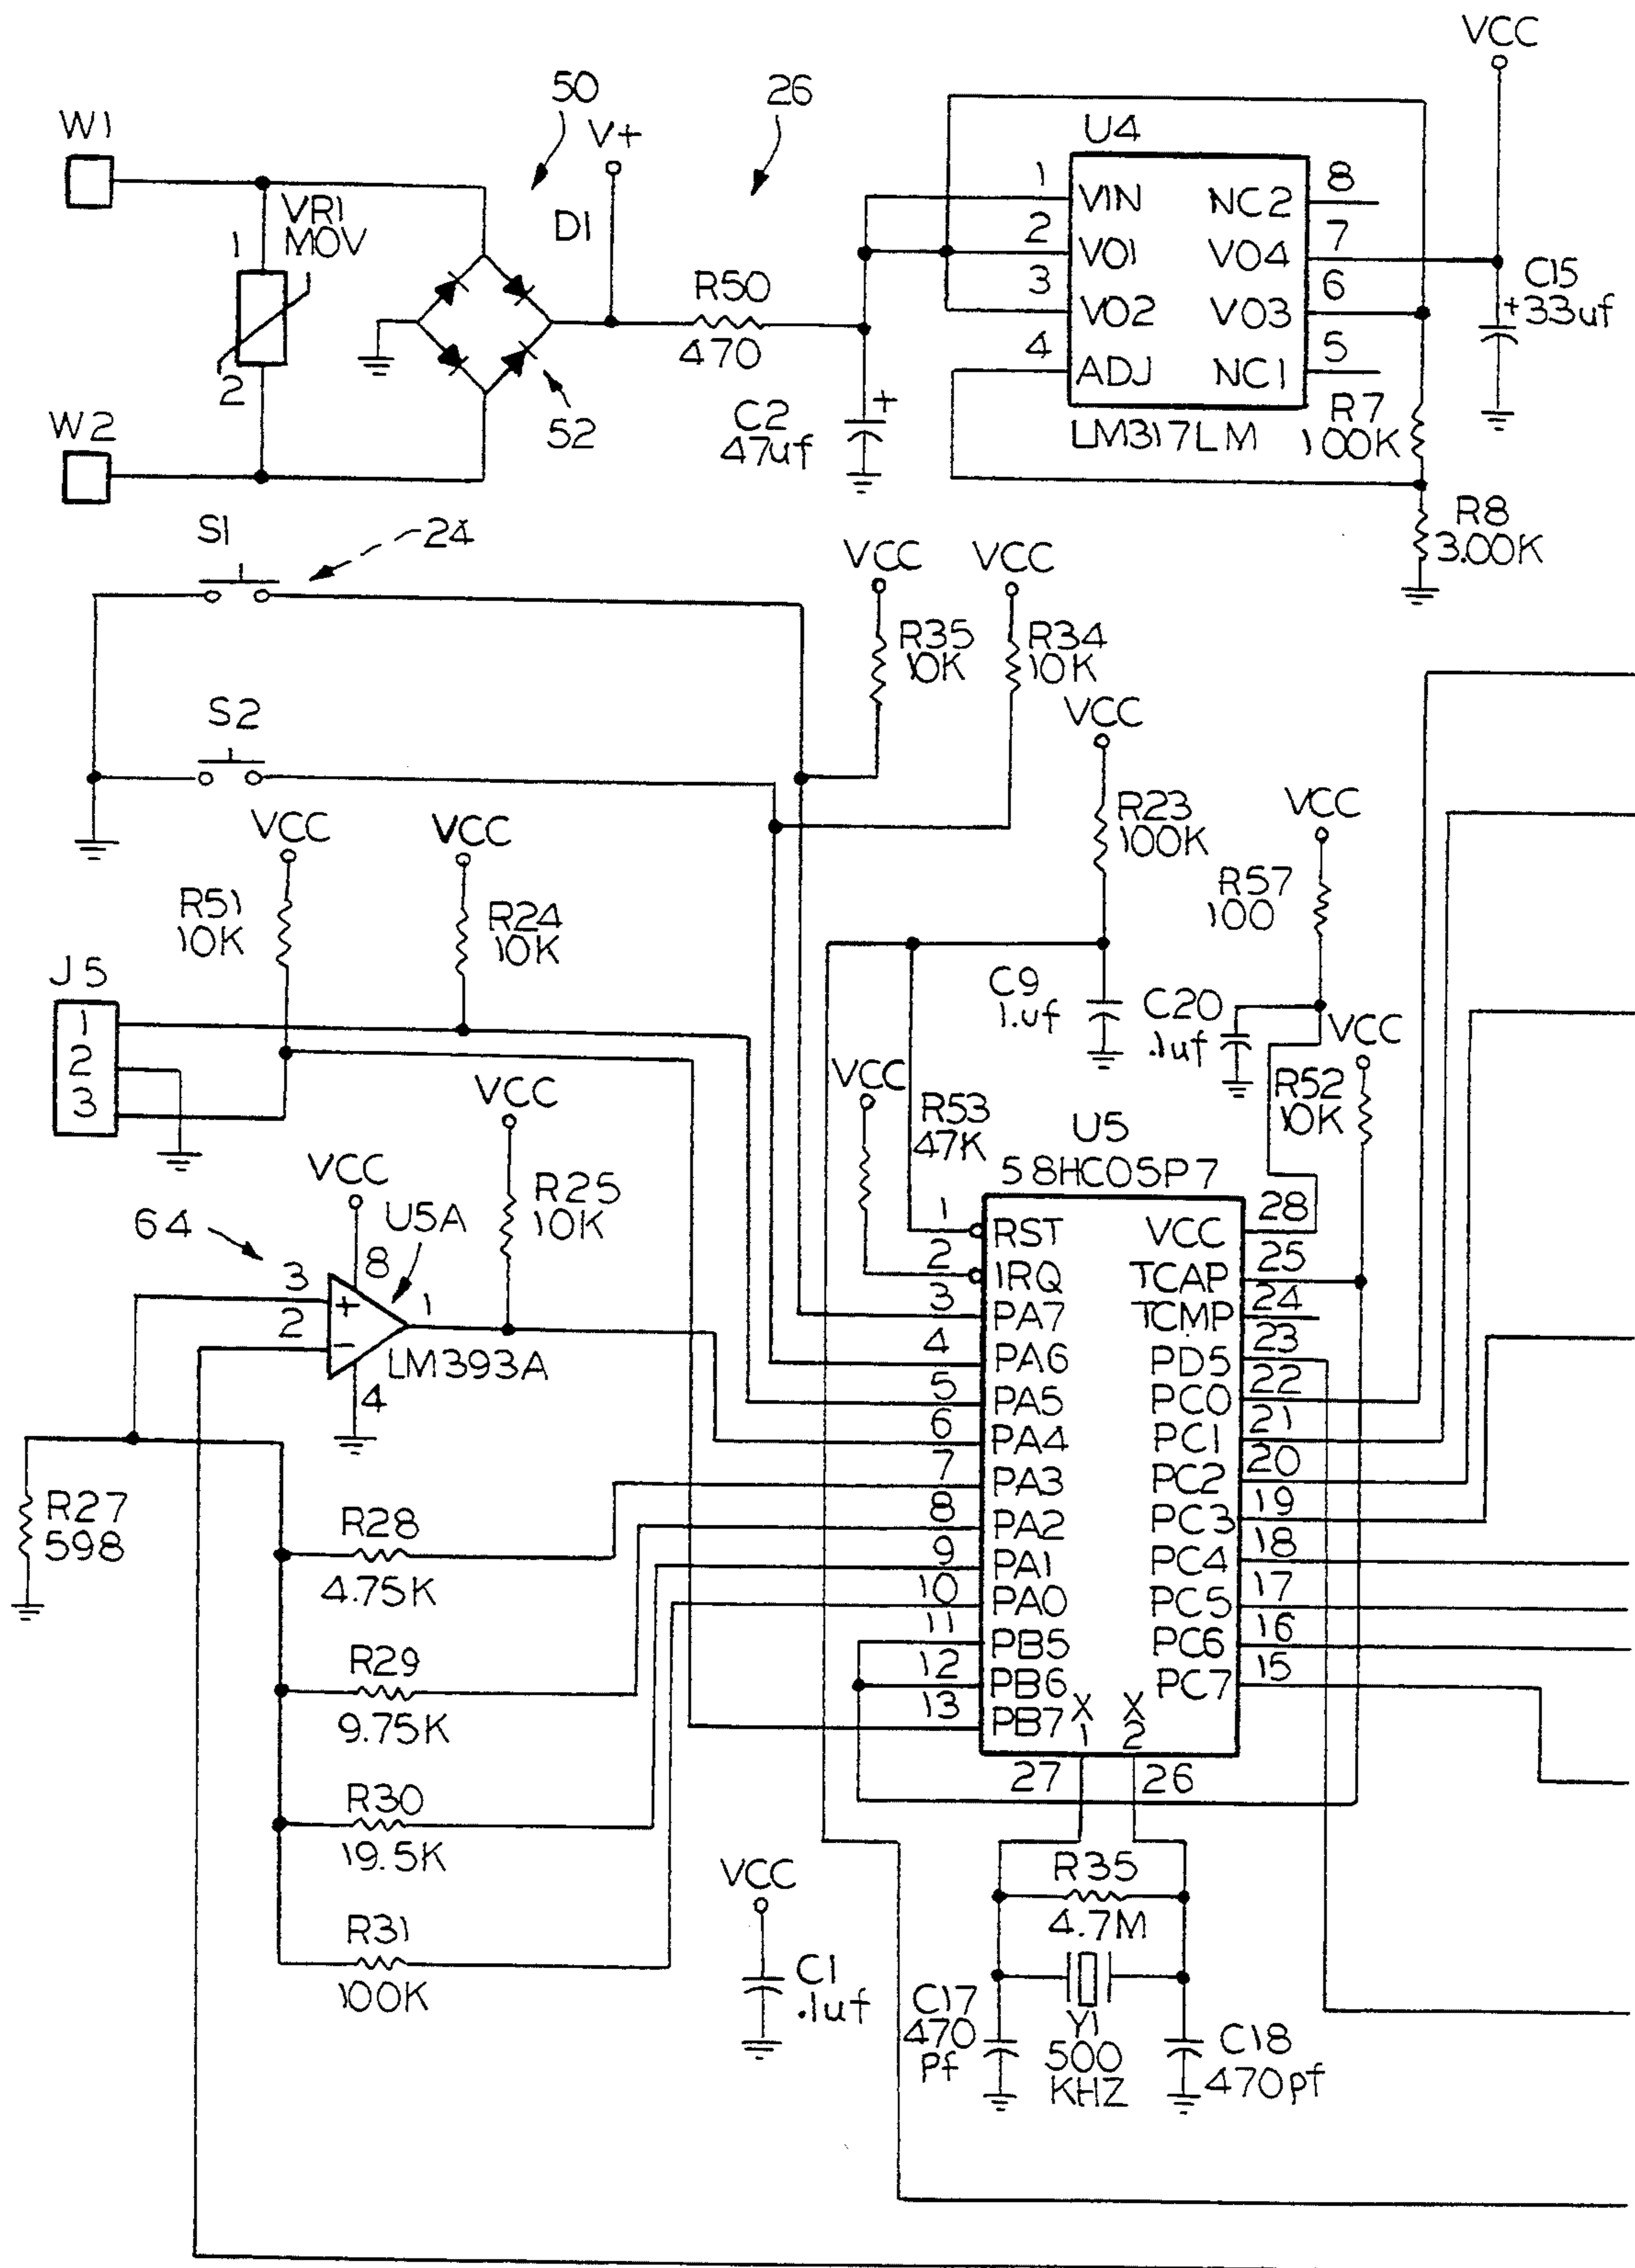 VCC
50
26
W1
V+
U4
1
VIN
NC2
8
VR1
MOV
1
D1
2
VO1
VO4
7
R50
470
3
VO2
VO3
6
C15
+33uf
2
4
ADJ
NC1
5
W2
52
C2
47uf
+
LM317LM
R7
100K
S1
24
VCC
VCC
R8
3.00K
R35
10K
R34
10K
S2
VCC
VCC
VCC
R23
100K
VCC
R51
10K
R24
10K
R57
100
J5
1
2
3
C9
1.uf
C20
.1uf
VCC
VCC
VCC
R53
47K
R52
10K
U5
58HC05P7
VCC
R25
10K
64
U5A
8
3
+
1
2
-
LM393A
4
1
RST
VCC
28
2
IRQ
TCAP
25
3
PA7
TCMP
24
4
PA6
PD5
23
5
PA5
PC0
22
6
PA4
PC1
21
7
PA3
PC2
20
8
PA2
PC3
19
9
PA1
PC4
18
10
PA0
PC5
17
11
PB5
PC6
16
12
PB6
PC7
15
13
PB7
X
1
X
2
27
26
R27
598
R28
4.75K
R29
9.75K
R30
19.5K
R31
100K
VCC
C1
.1uf
R35
4.7M
C17
470
Pf
Y1
500
KHZ
C18
470pf